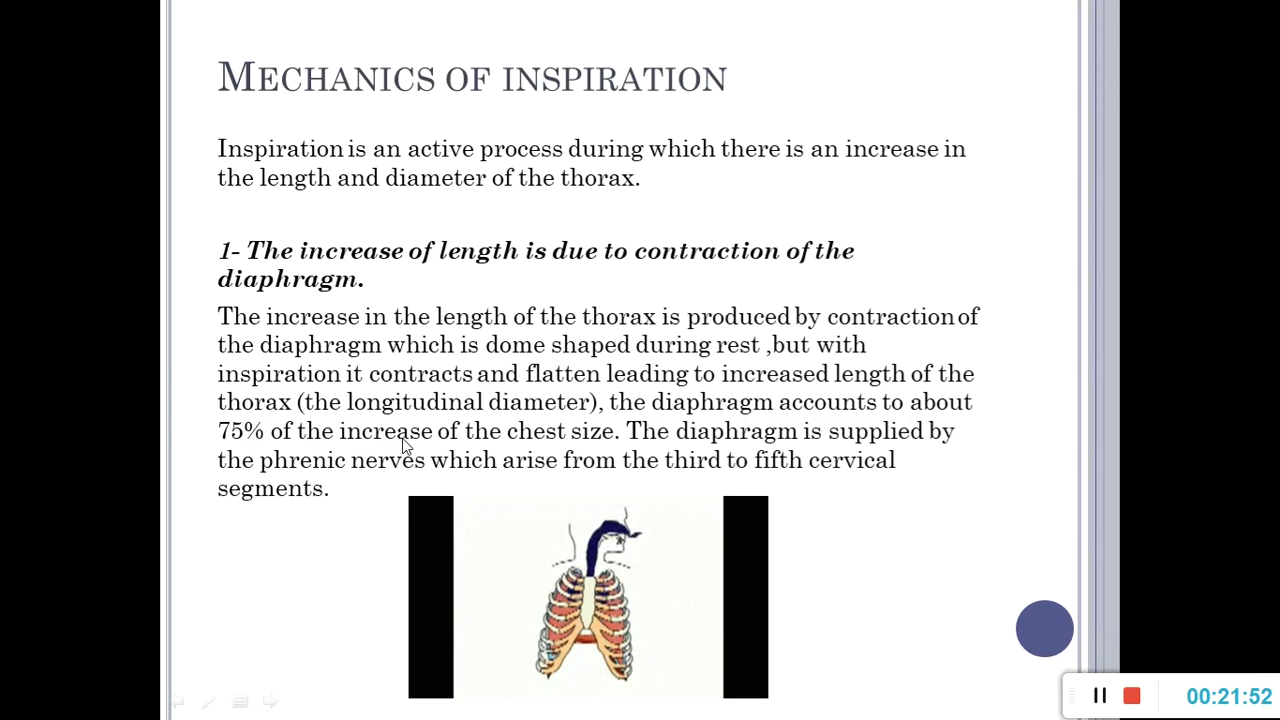 MECHANICS OF INSPIRATION
Inspiration is an active process during which there is an increase in
the length and diameter of the thorax.
1- The increase of length is due to contraction of the
diaphragm.
The increase in the length of the thorax is produced by contraction of
the diaphragm which is dome shaped during rest ,but with
inspiration it contracts and flatten leading to increased length of the
thorax (the longitudinal diameter), the diaphragm accounts to about
75% of the increase of the chest size. The diaphragm is supplied by
the phrenic nerves which arise from the third to fifth cervical
segments.
00:21:52